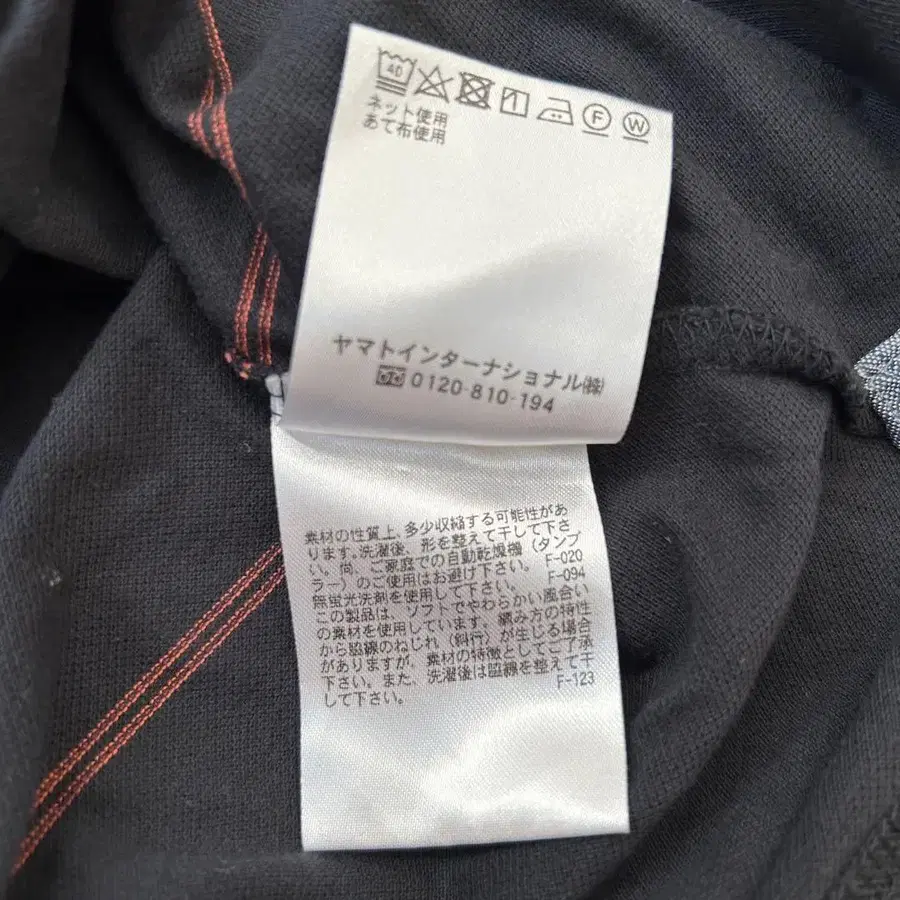 40
F
W
ネット使用
あて布使用
ヤマトインターナショナル㈱
0120-810-194
素材の性質上、多少収縮する可能性があ
ります。洗濯後、形を整えて干して下さ
い。尚、ご家庭での自動乾燥機(タンブ
ラー)のご使用はお避け下さい。 F-020
無蛍光洗剤を使用して下さい。 F-094
この製品は、ソフトでやわらかい風合い
の素材を使用しています。編み方の特性
から脇線のねじれ(斜行)が生じる場合
がありますが、素材の特徴としてご了承
下さい。また、洗濯後は脇線を整えて干
して下さい。 F-123